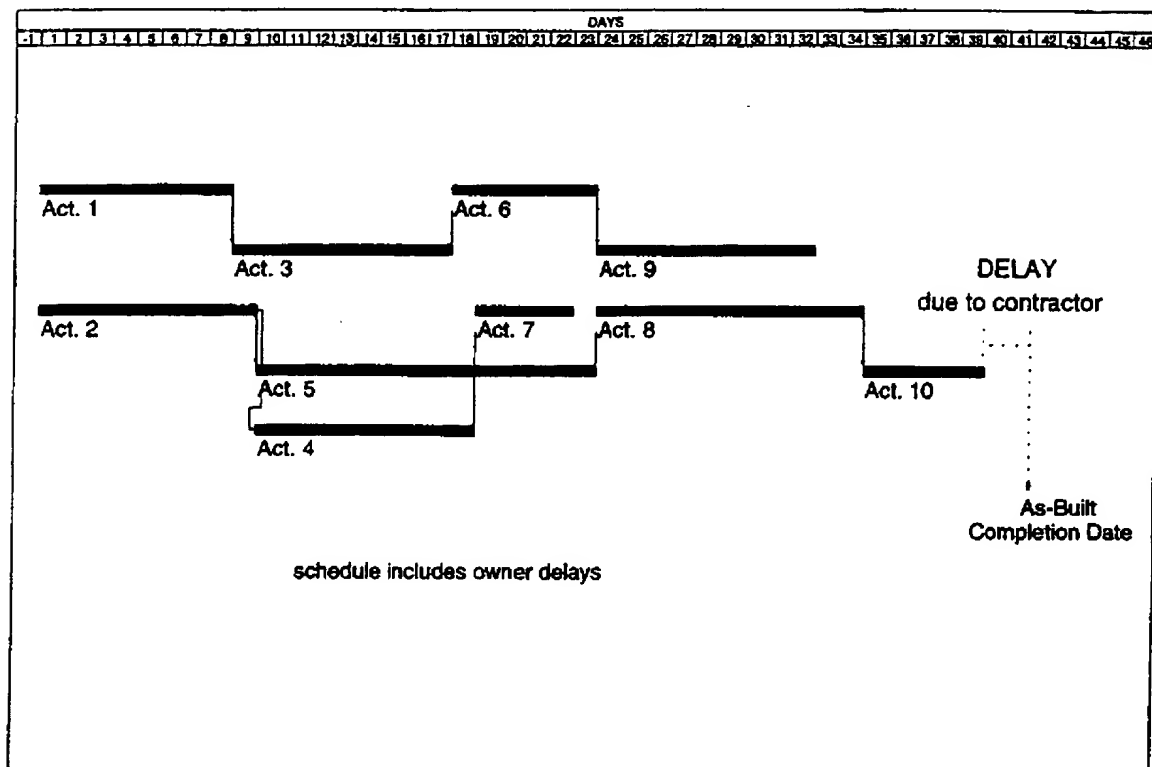 DAYS
-1 1 2 3 4 5 6 7 8 9 10 11 12 13 14 15 16 17 18 19 20 21 22 23 24 25 26 27 28 29 30 31 32 33 34 35 36 37 38 39 40 41 42 43 44 45 46
Act. 1
Act. 6
Act. 3
Act. 9
DELAY
due to contractor
Act. 2
Act. 7
Act. 8
Act. 5
Act. 10
Act. 4
As-Built
Completion Date
schedule includes owner delays